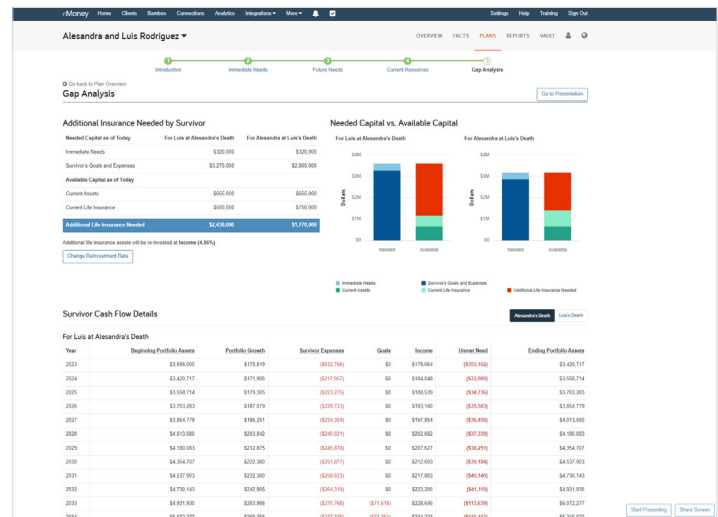 eMoney Home Clients Bamboo Connections Analytics Integrations More Settings Help Training Sign Out
Alesandra and Luis Rodriguez OVERVIEW FACTS PLANS REPORTS VAULT
1 2 3 4 5
Introduction Immediate Needs Future Needs Current Resources Gap Analysis
Go back to Plan Overview
Gap Analysis Go to Presentation
Additional Insurance Needed by Survivor
Needed Capital as of Today For Luis at Alesandra's Death For Alesandra at Luis's Death
Immediate Needs $320,000 $320,000
Survivor's Goals and Expenses $3,275,000 $2,865,000
Available Capital as of Today
Current Assets $665,000 $665,000
Current Life Insurance $500,000 $750,000
Additional Life Insurance Needed $2,430,000 $1,770,000
Additional life insurance assets will be re-invested at Income (4.56%)
Change Reinvestment Rate
Needed Capital vs. Available Capital
For Luis at Alesandra's Death For Alesandra at Luis's Death
$4M
$3M
$2M
$1M
$0
Dollars
Needed Available
$4M
$3M
$2M
$1M
$0
Dollars
Needed Available
Immediate Needs Survivor's Goals and Expenses
Current Assets Current Life Insurance Additional Life Insurance Needed
Survivor Cash Flow Details Alesandra's Death Luis's Death
For Luis at Alesandra's Death
Year Beginning Portfolio Assets Portfolio Growth Survivor Expenses Goals Income Unmet Need Ending Portfolio Assets
2023 $3,595,000 $178,819 ($532,766) $0 $179,664 ($353,102) $3,420,717
2024 $3,420,717 $171,906 ($217,957) $0 $184,048 ($33,909) $3,558,714
2025 $3,558,714 $179,305 ($223,275) $0 $188,539 ($34,736) $3,703,283
2026 $3,703,283 $187,079 ($228,723) $0 $193,140 ($35,583) $3,854,779
2027 $3,854,779 $195,251 ($234,304) $0 $197,854 ($36,450) $4,013,580
2028 $4,013,580 $203,842 ($240,021) $0 $202,682 ($37,339) $4,180,083
2029 $4,180,083 $212,875 ($245,878) $0 $207,627 ($38,251) $4,354,707
2030 $4,354,707 $222,380 ($251,877) $0 $212,693 ($39,184) $4,537,903
2031 $4,537,903 $232,380 ($258,023) $0 $217,883 ($40,140) $4,730,143
2032 $4,730,143 $242,906 ($264,319) $0 $223,200 ($41,119) $4,931,930
2033 $4,931,930 $253,986 ($270,768) ($71,516) $228,646 ($113,639) $5,072,277
Start Presenting Share Screen